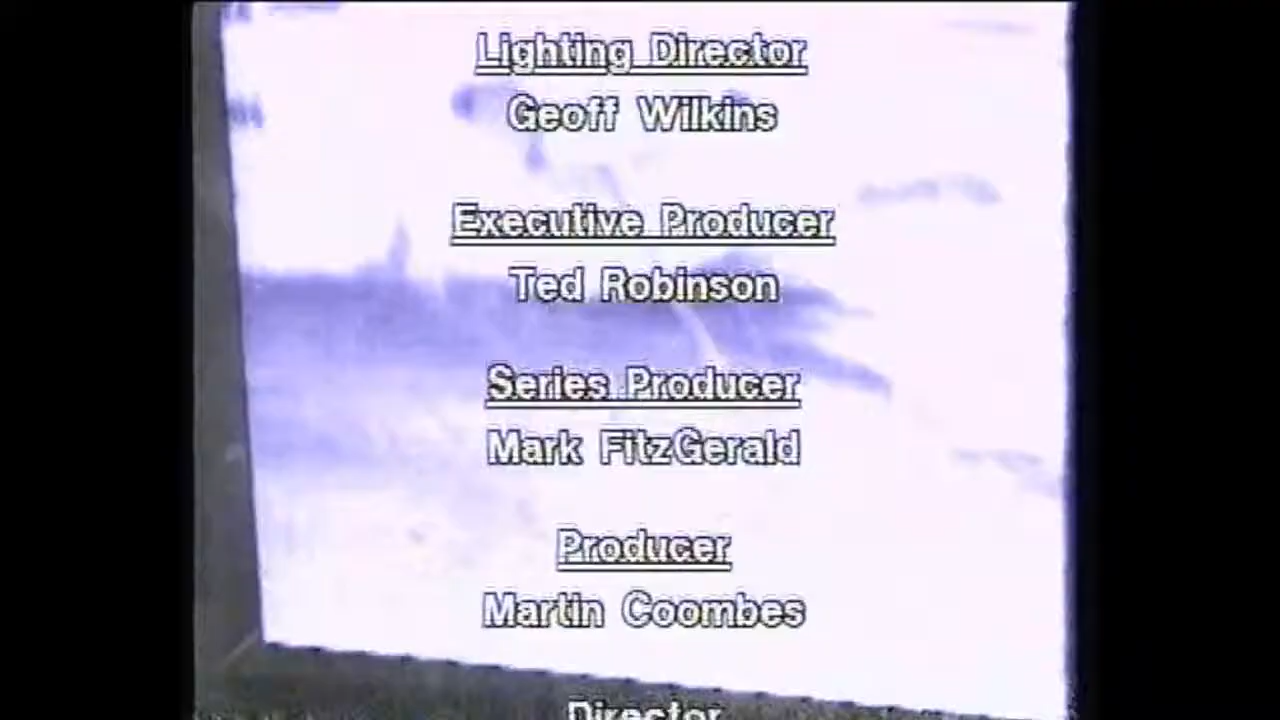 Lighting Director
Geoff Wilkins
Executive Producer
Ted Robinson
Series Producer
Mark FitzGerald
Producer
Martin Coombes
Director